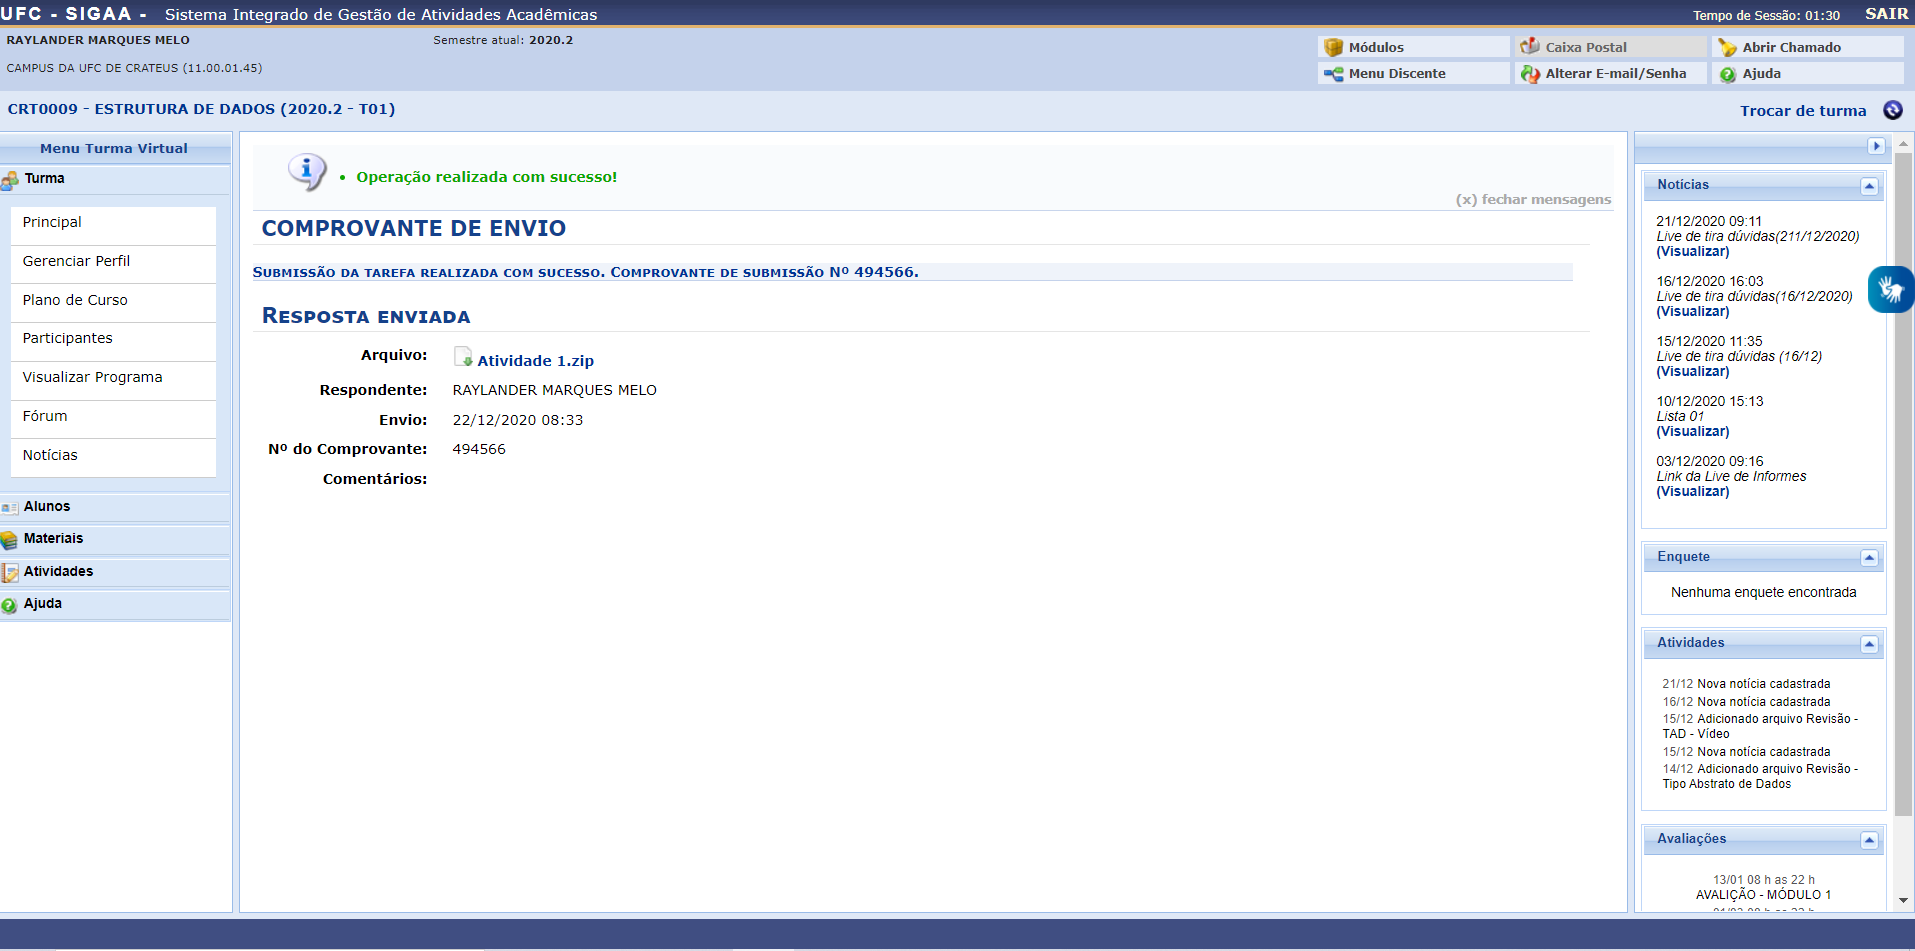 UFC - SIGAA - Sistema Integrado de Gestão de Atividades Acadêmicas
Tempo de Sessão: 01:30 SAIR
RAYLANDER MARQUES MELO
Semestre atual: 2020.2
CAMPUS DA UFC DE CRATEUS (11.00.01.45)
Módulos
Caixa Postal
Abrir Chamado
Menu Discente
Alterar E-mail/Senha
Ajuda
CRT0009 - ESTRUTURA DE DADOS (2020.2 - T01)
Trocar de turma
Menu Turma Virtual
Turma
Principal
Gerenciar Perfil
Plano de Curso
Participantes
Visualizar Programa
Fórum
Notícias
Alunos
Materiais
Atividades
Ajuda
• Operação realizada com sucesso!
(x) fechar mensagens
COMPROVANTE DE ENVIO
SUBMISSÃO DA TAREFA REALIZADA COM SUCESSO. COMPROVANTE DE SUBMISSÃO Nº 494566.
RESPOSTA ENVIADA
Arquivo: Atividade 1.zip
Respondente: RAYLANDER MARQUES MELO
Envio: 22/12/2020 08:33
Nº do Comprovante: 494566
Comentários:
Notícias
21/12/2020 09:11
Live de tira dúvidas(211/12/2020)
(Visualizar)
16/12/2020 16:03
Live de tira dúvidas(16/12/2020)
(Visualizar)
15/12/2020 11:35
Live de tira dúvidas (16/12)
(Visualizar)
10/12/2020 15:13
Lista 01
(Visualizar)
03/12/2020 09:16
Link da Live de Informes
(Visualizar)
Enquete
Nenhuma enquete encontrada
Atividades
21/12 Nova notícia cadastrada
16/12 Nova notícia cadastrada
15/12 Adicionado arquivo Revisão -
TAD - Vídeo
15/12 Nova notícia cadastrada
14/12 Adicionado arquivo Revisão -
Tipo Abstrato de Dados
Avaliações
13/01 08 h as 22 h
AVALIÇÃO - MÓDULO 1